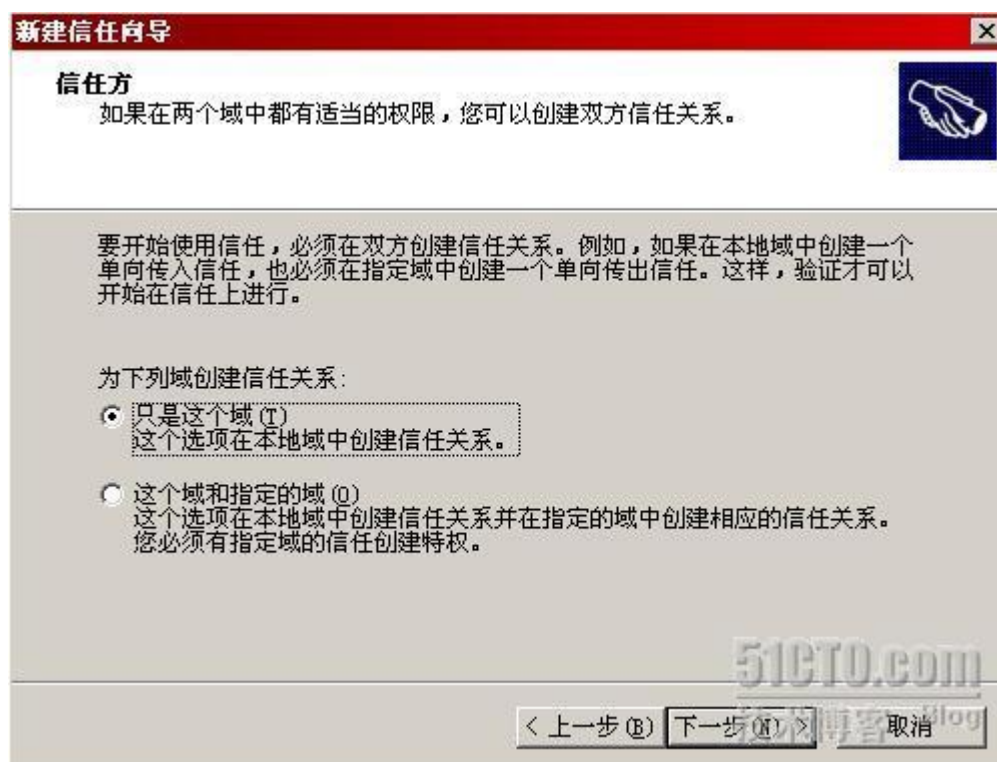 新建信任向导
信任方
如果在两个域中都有适当的权限，您可以创建双方信任关系。
要开始使用信任，必须在双方创建信任关系。例如，如果在本地域中创建一个
单向传入信任，也必须在指定域中创建一个单向传出信任。这样，验证才可以
开始在信任上进行。
为下列域创建信任关系:
只是这个域(T)
这个选项在本地域中创建信任关系。
这个域和指定的域(O)
这个选项在本地域中创建信任关系并在指定的域中创建相应的信任关系。
您必须有指定域的信任创建特权。
51CTO.com
技术博客 Blog
< 上一步(B) 下一步(N) > 取消